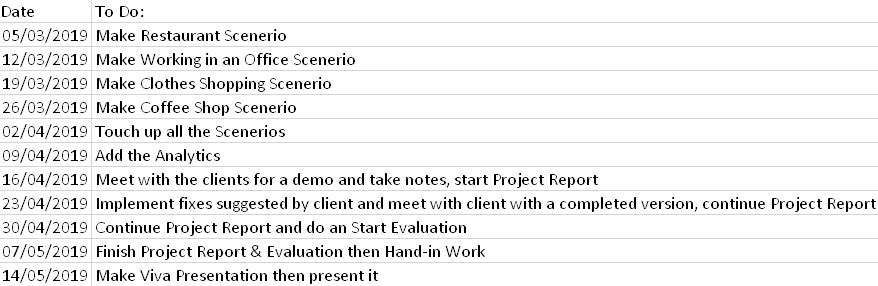 Date To Do:
05/03/2019 Make Restaurant Scenerio
12/03/2019 Make Working in an Office Scenerio
19/03/2019 Make Clothes Shopping Scenerio
26/03/2019 Make Coffee Shop Scenerio
02/04/2019 Touch up all the Scenerios
09/04/2019 Add the Analytics
16/04/2019 Meet with the clients for a demo and take notes, start Project Report
23/04/2019 Implement fixes suggested by client and meet with client with a completed version, continue Project Report
30/04/2019 Continue Project Report and do an Start Evaluation
07/05/2019 Finish Project Report & Evaluation then Hand-in Work
14/05/2019 Make Viva Presentation then present it